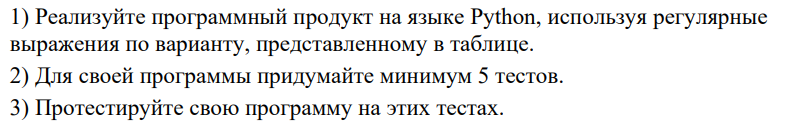 1) Реализуйте программный продукт на языке Python, используя регулярные
выражения по варианту, представленному в таблице.
2) Для своей программы придумайте минимум 5 тестов.
3) Протестируйте свою программу на этих тестах.